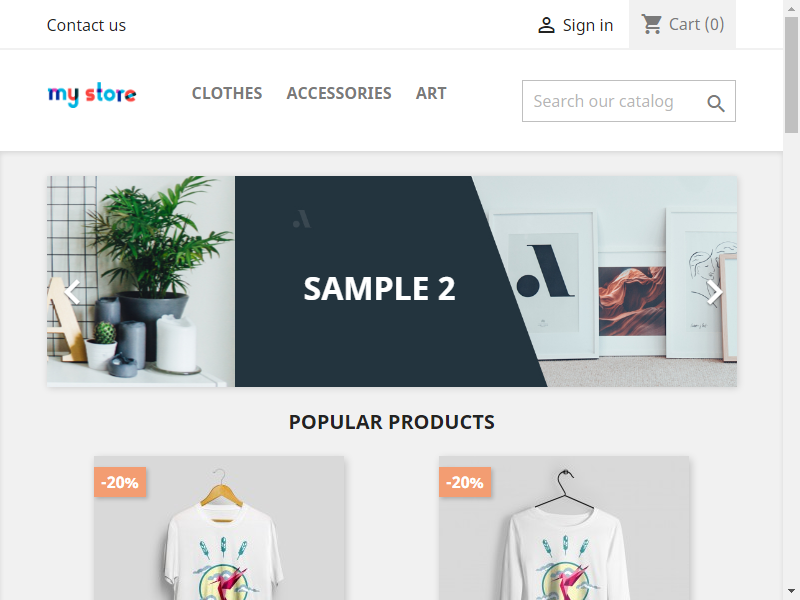 Contact us
Sign in
Cart (0)
my store
CLOTHES
ACCESSORIES
ART
Search our catalog
SAMPLE 2
POPULAR PRODUCTS
-20%
-20%